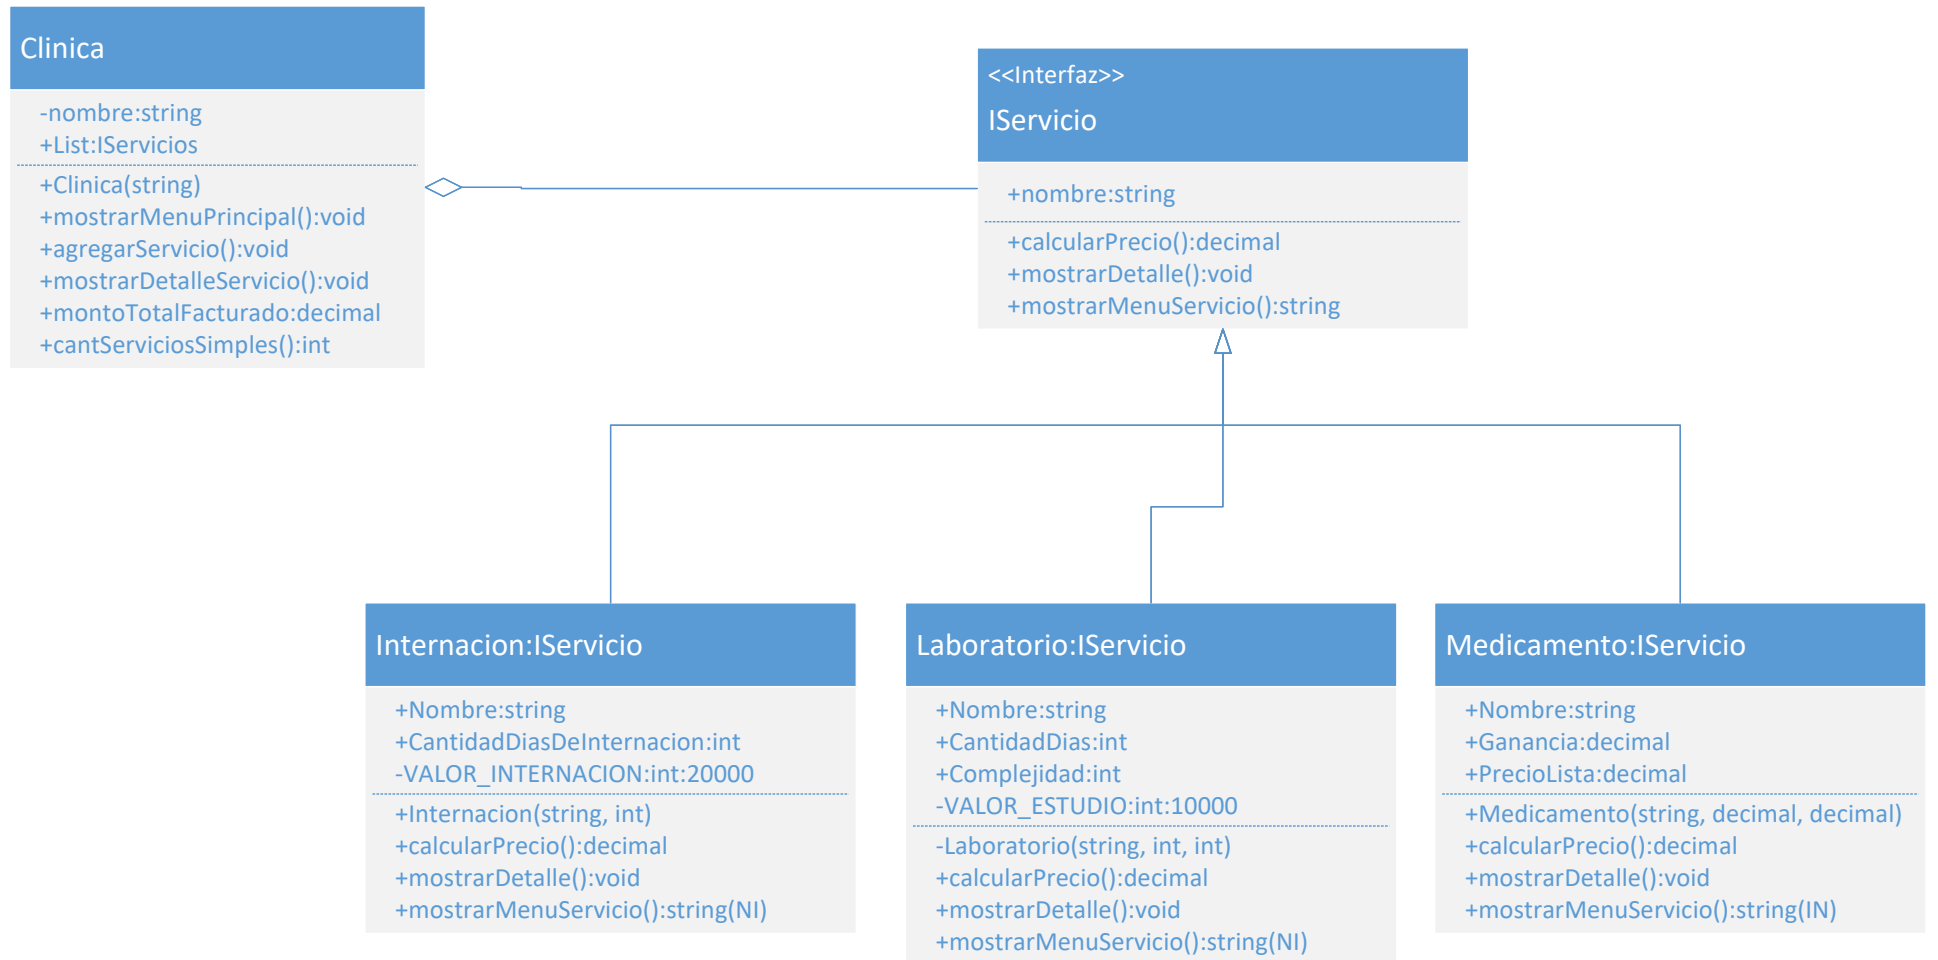 Clinica
-nombre:string
+List:IServicios
+Clinica(string)
+mostrarMenuPrincipal():void
+agregarServicio():void
+mostrarDetalleServicio():void
+montoTotalFacturado:decimal
+cantServiciosSimples():int
<<Interfaz>>
IServicio
+nombre:string
+calcularPrecio():decimal
+mostrarDetalle():void
+mostrarMenuServicio():string
Internacion:IServicio
+Nombre:string
+CantidadDiasDeInternacion:int
-VALOR_INTERNACION:int:20000
+Internacion(string, int)
+calcularPrecio():decimal
+mostrarDetalle():void
+mostrarMenuServicio():string(NI)
Laboratorio:IServicio
+Nombre:string
+CantidadDias:int
+Complejidad:int
-VALOR_ESTUDIO:int:10000
-Laboratorio(string, int, int)
+calcularPrecio():decimal
+mostrarDetalle():void
+mostrarMenuServicio():string(NI)
Medicamento:IServicio
+Nombre:string
+Ganancia:decimal
+PrecioLista:decimal
+Medicamento(string, decimal, decimal)
+calcularPrecio():decimal
+mostrarDetalle():void
+mostrarMenuServicio():string(IN)